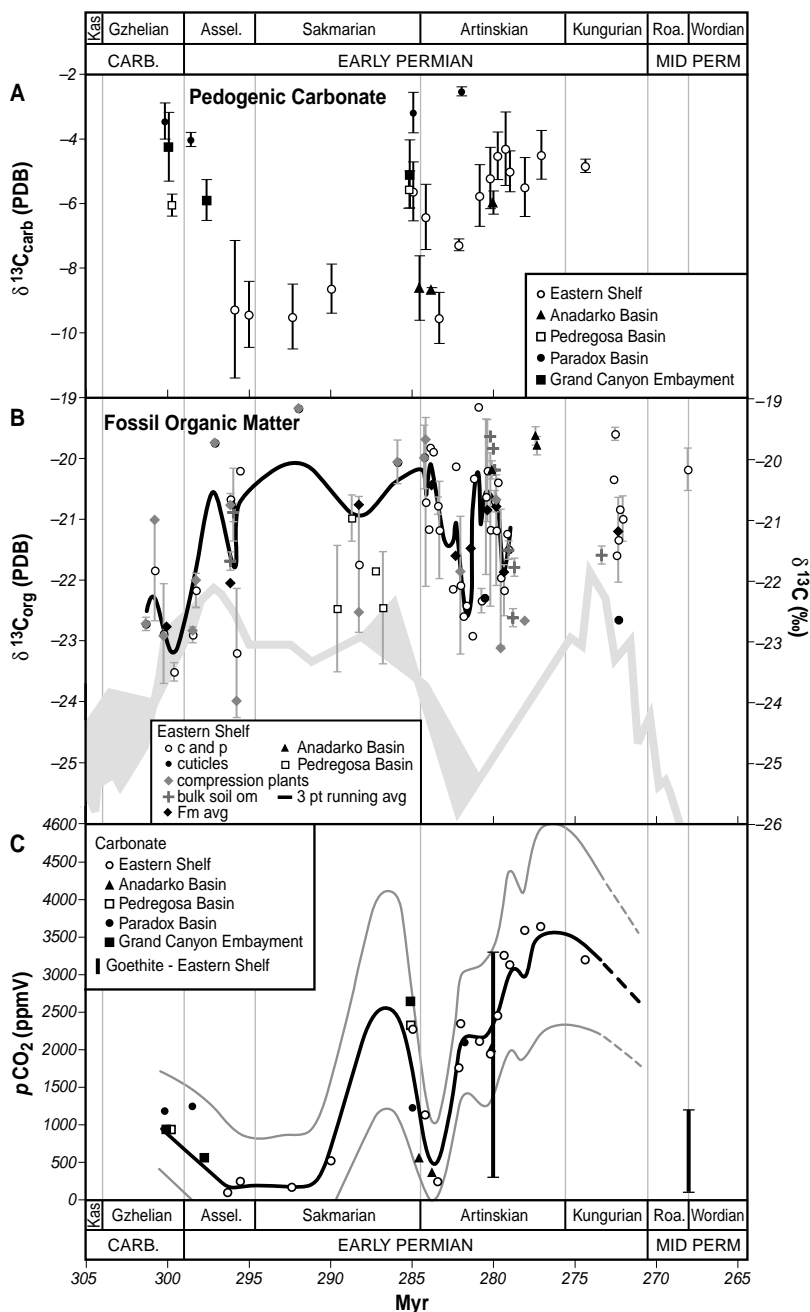 Kas Gzhelian Assel. Sakmarian Artinskian Kungurian Roa. Wordian
CARB. EARLY PERMIAN MID PERM
A
Pedogenic Carbonate
δ13Ccarb (PDB)
–2
–4
–6
–8
–10
–19
Eastern Shelf
Anadarko Basin
Pedregosa Basin
Paradox Basin
Grand Canyon Embayment
B
Fossil Organic Matter
δ13Corg (PDB)
–20
–21
–22
–23
–24
–25
4600
–19
–20
–21
–22
–23
–24
–25
–26
δ13C (‰)
Eastern Shelf
c and p
cuticles
compression plants
bulk soil om
Fm avg
Anadarko Basin
Pedregosa Basin
3 pt running avg
C
pCO2 (ppmV)
4500
3000
3500
2500
2000
1500
1000
500
0
Carbonate
Eastern Shelf
Anadarko Basin
Pedregosa Basin
Paradox Basin
Grand Canyon Embayment
Goethite - Eastern Shelf
Kas Gzhelian Assel. Sakmarian Artinskian Kungurian Roa. Wordian
CARB. EARLY PERMIAN MID PERM
305 300 295 290 285 280 275 270 265
Myr